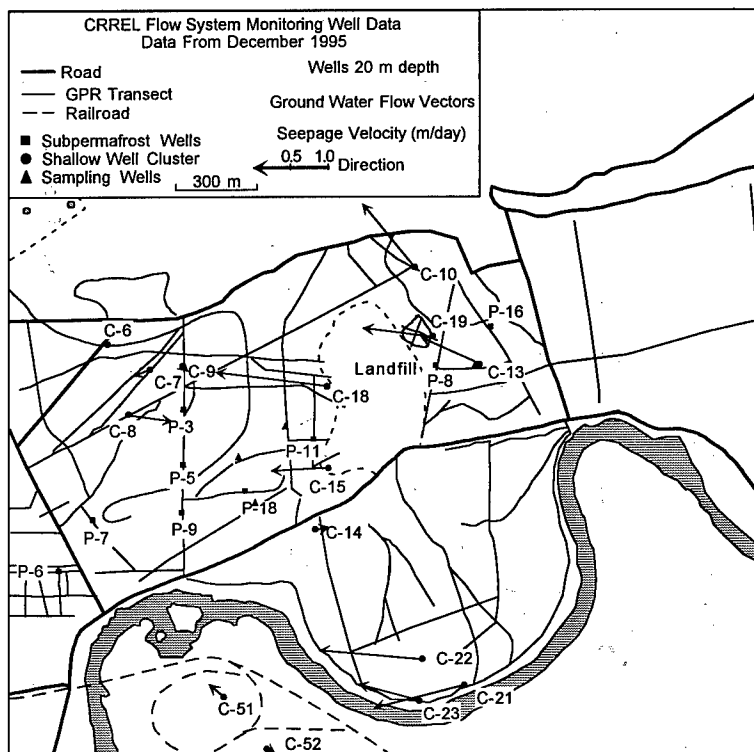 CRREL Flow System Monitoring Well Data
Data From December 1995
Road
Wells 20 m depth
GPR Transect
Ground Water Flow Vectors
Railroad
Seepage Velocity (m/day)
Subpermafrost Wells
0.5 1.0
Direction
Shallow Well Cluster
Sampling Wells
300 m
C-10
P-16
C-6
C-19
Landfill
C-9
C-7
P-8
C-13
C-18
C-8
P-3
P-11
P-5
C-15
P-18
P-9
P-7
C-14
P-6
C-22
C-21
C-51
C-23
C-52